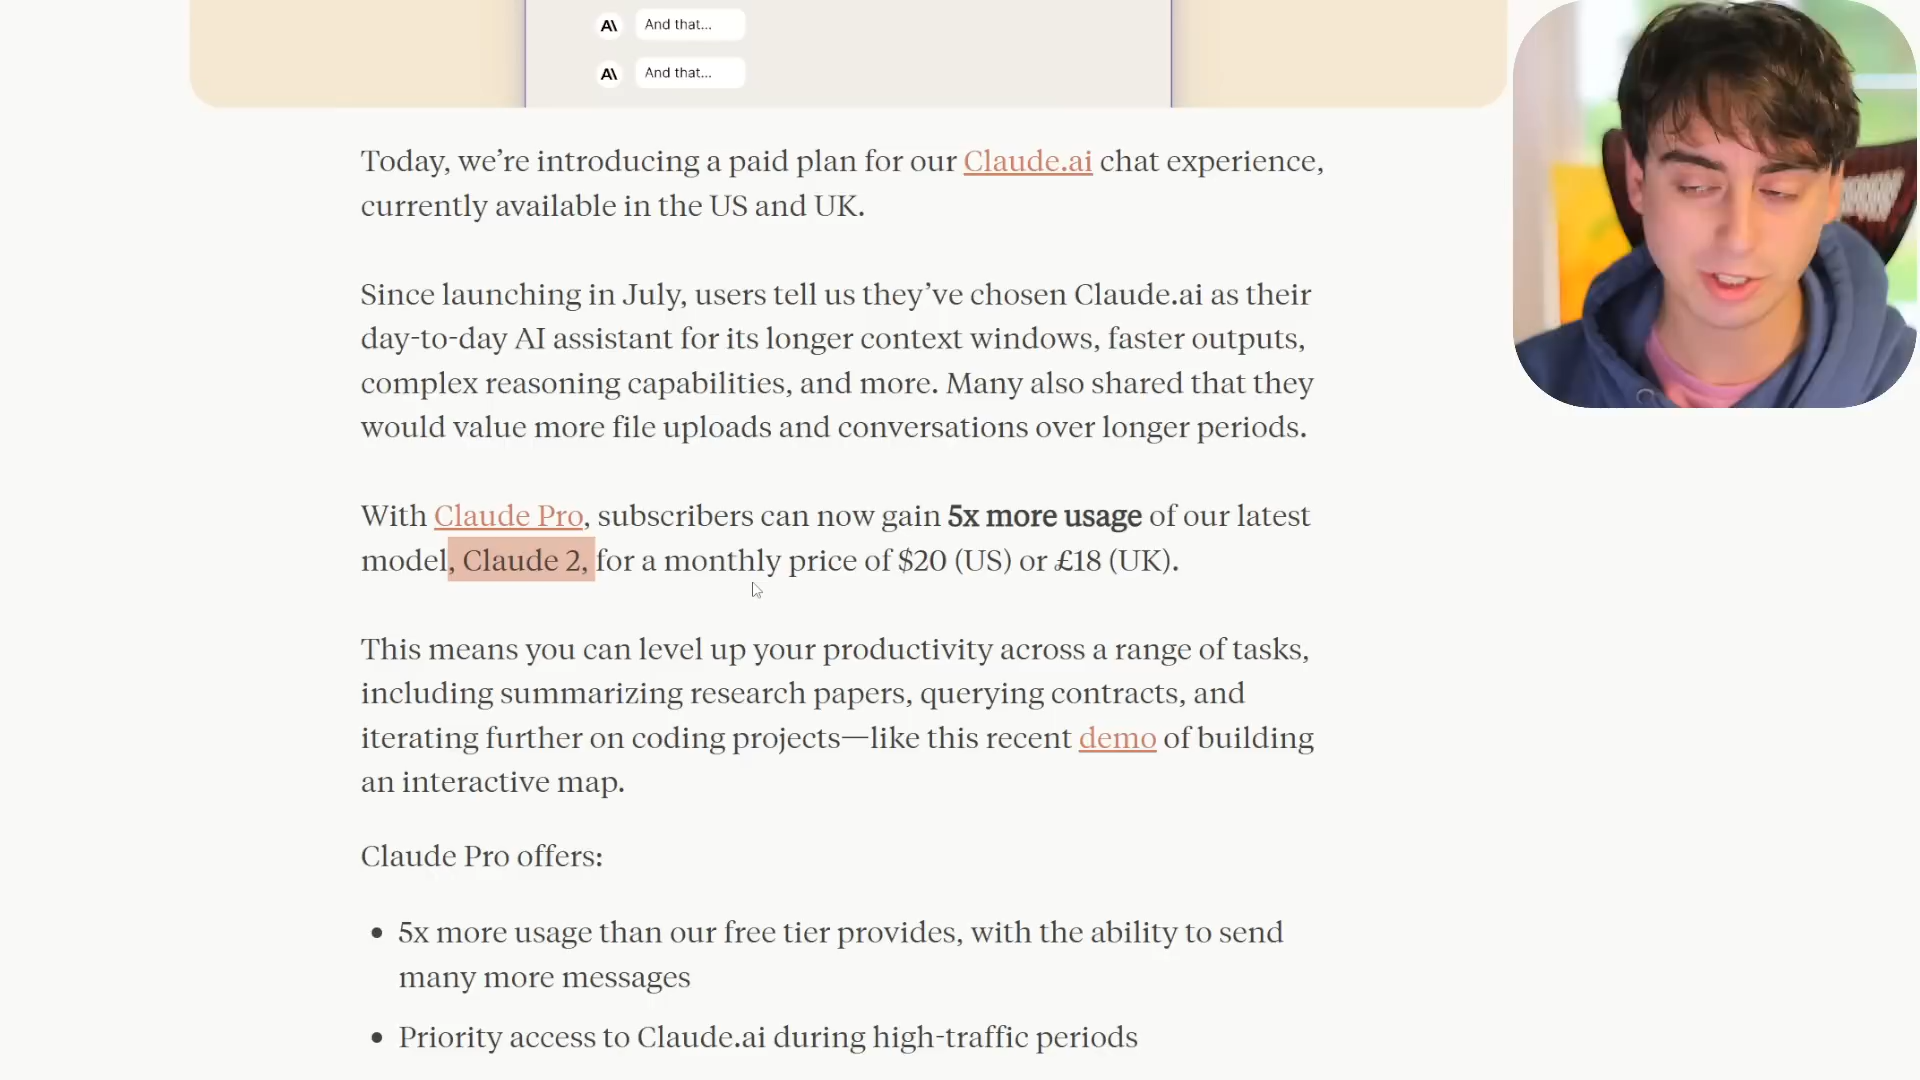 A\ And that...
A\ And that...
Today, we’re introducing a paid plan for our Claude.ai chat experience,
currently available in the US and UK.
Since launching in July, users tell us they’ve chosen Claude.ai as their
day-to-day AI assistant for its longer context windows, faster outputs,
complex reasoning capabilities, and more. Many also shared that they
would value more file uploads and conversations over longer periods.
With Claude Pro, subscribers can now gain 5x more usage of our latest
model, Claude 2, for a monthly price of $20 (US) or £18 (UK).
This means you can level up your productivity across a range of tasks,
including summarizing research papers, querying contracts, and
iterating further on coding projects—like this recent demo of building
an interactive map.
Claude Pro offers:
• 5x more usage than our free tier provides, with the ability to send
many more messages
• Priority access to Claude.ai during high-traffic periods